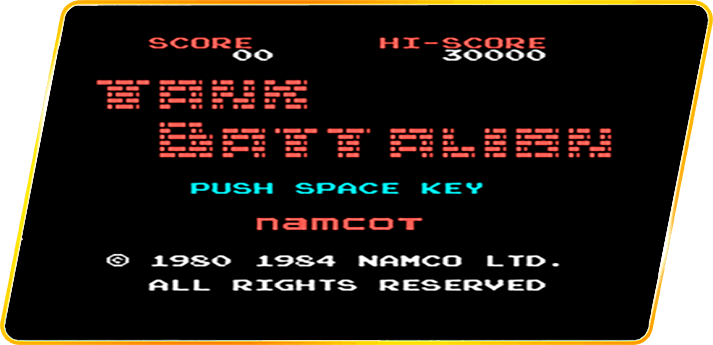 SCORE HI-SCORE
00 30000
TANK
BATTALION
PUSH SPACE KEY
namcoT
© 1980 1984 NAMCO LTD.
ALL RIGHTS RESERVED